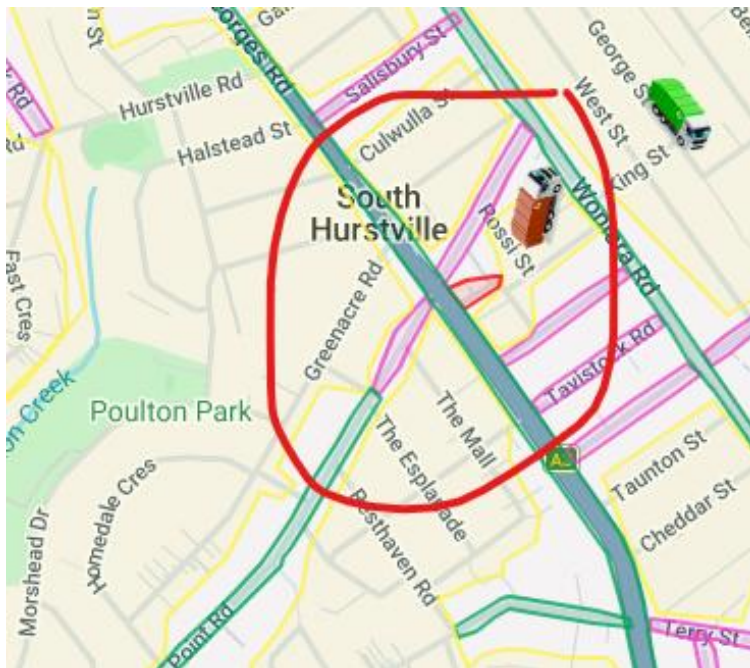 George St
Salisbury St
Hurstville Rd
West St
Culwulla St
Halstead St
King St
South
Hurstville
Rossi St
Woniora Rd
Fast Cres
Greenacre Rd
Tavistock Rd
Poulton Park
The Mall
The Esplanade
Taunton St
Homedale Cres
Cheddar St
Resthaven Rd
Morshead Dr
Point Rd
Terry St